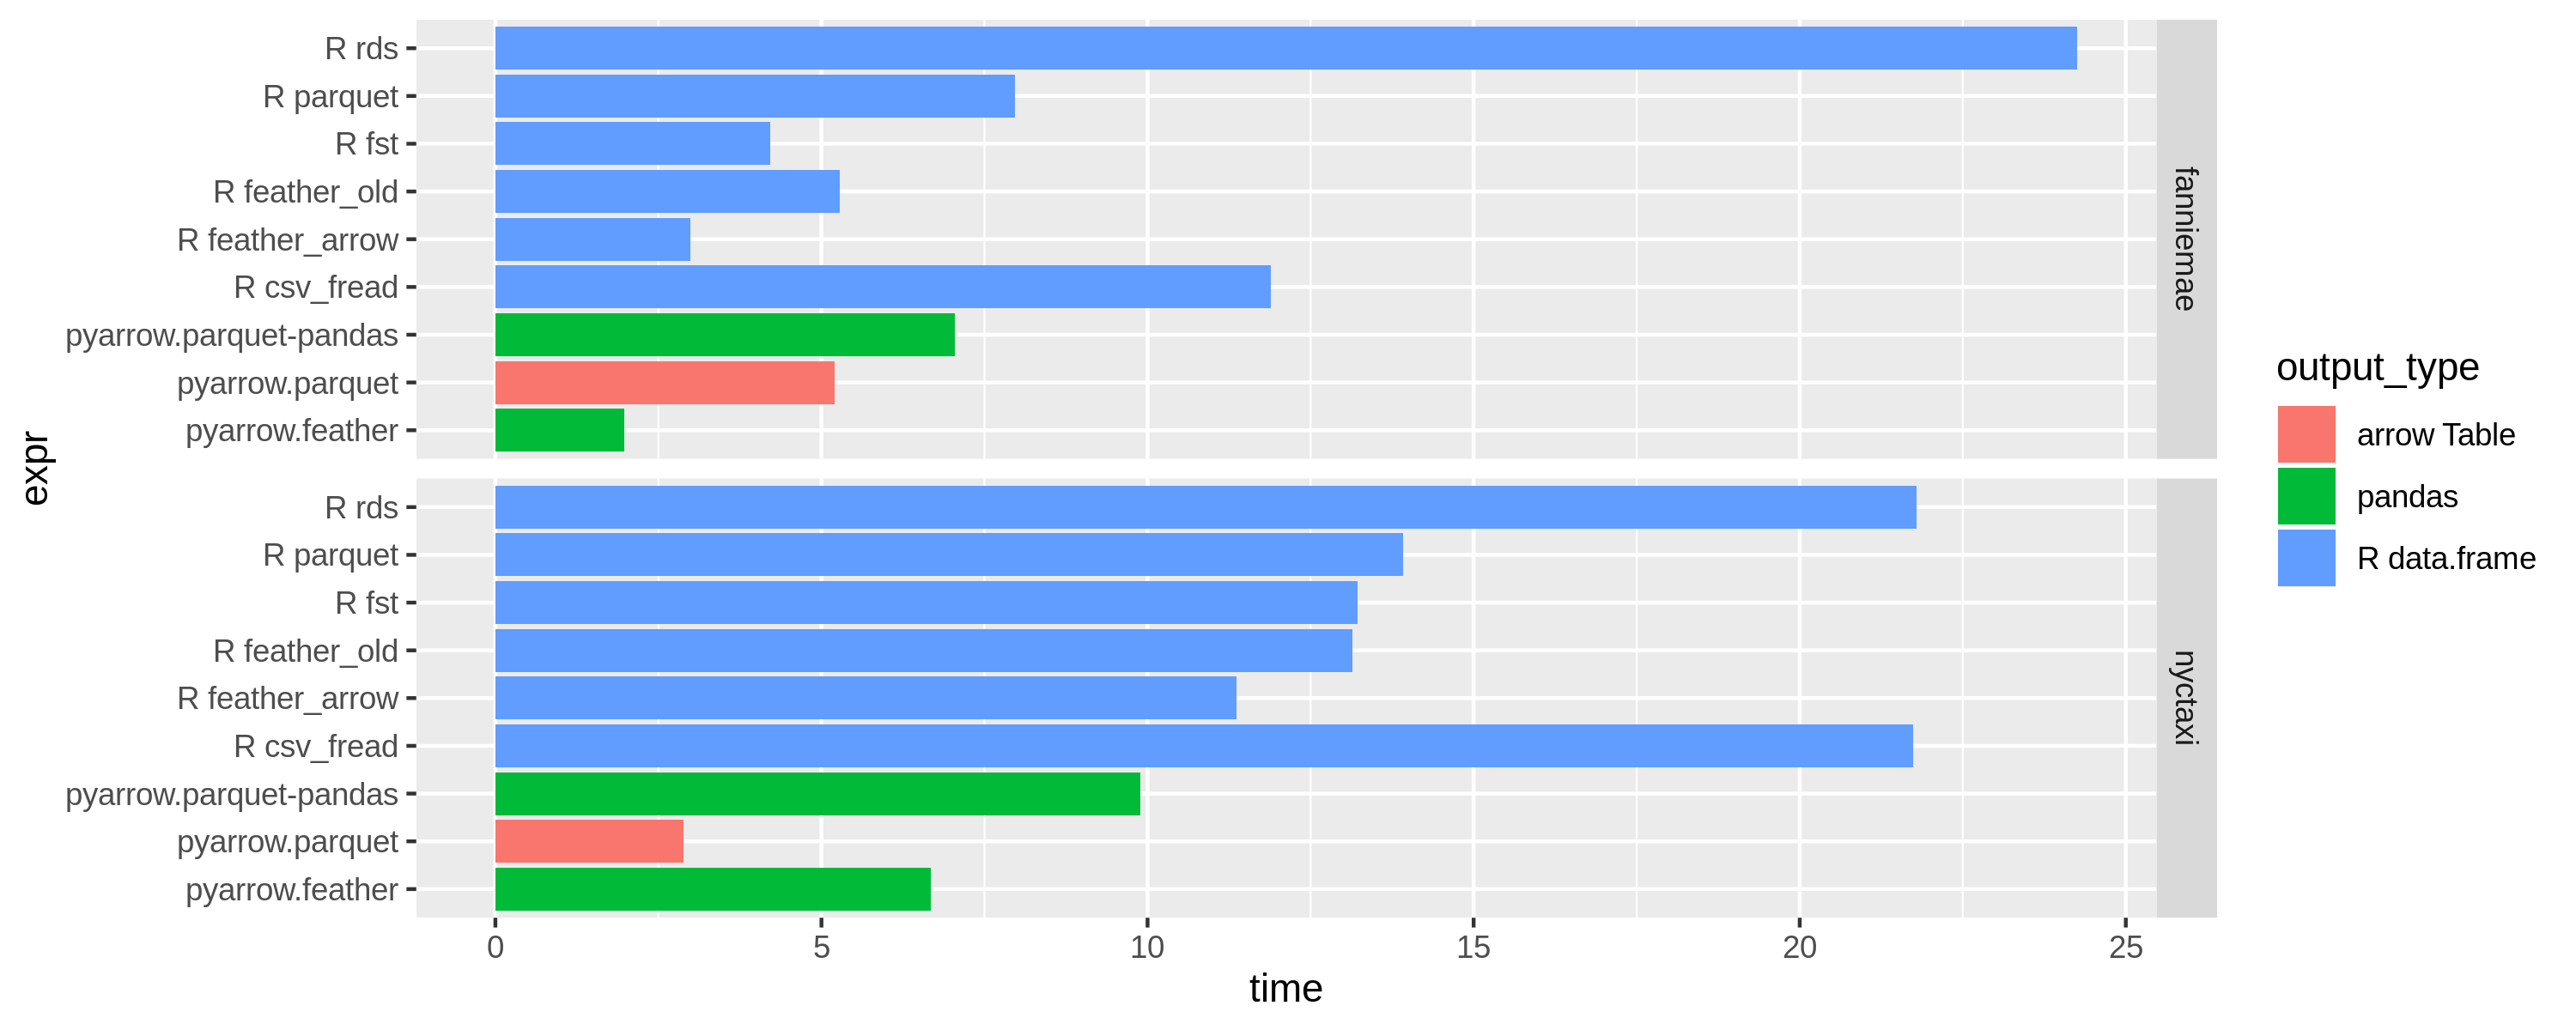 expr
R rds
R parquet
R fst
R feather_old
R feather_arrow
R csv_fread
pyarrow.parquet-pandas
pyarrow.parquet
pyarrow.feather
fanniemae
R rds
R parquet
R fst
R feather_old
R feather_arrow
R csv_fread
pyarrow.parquet-pandas
pyarrow.parquet
pyarrow.feather
nyctaxi
0 5 10 15 20 25
time
output_type
arrow Table
pandas
R data.frame